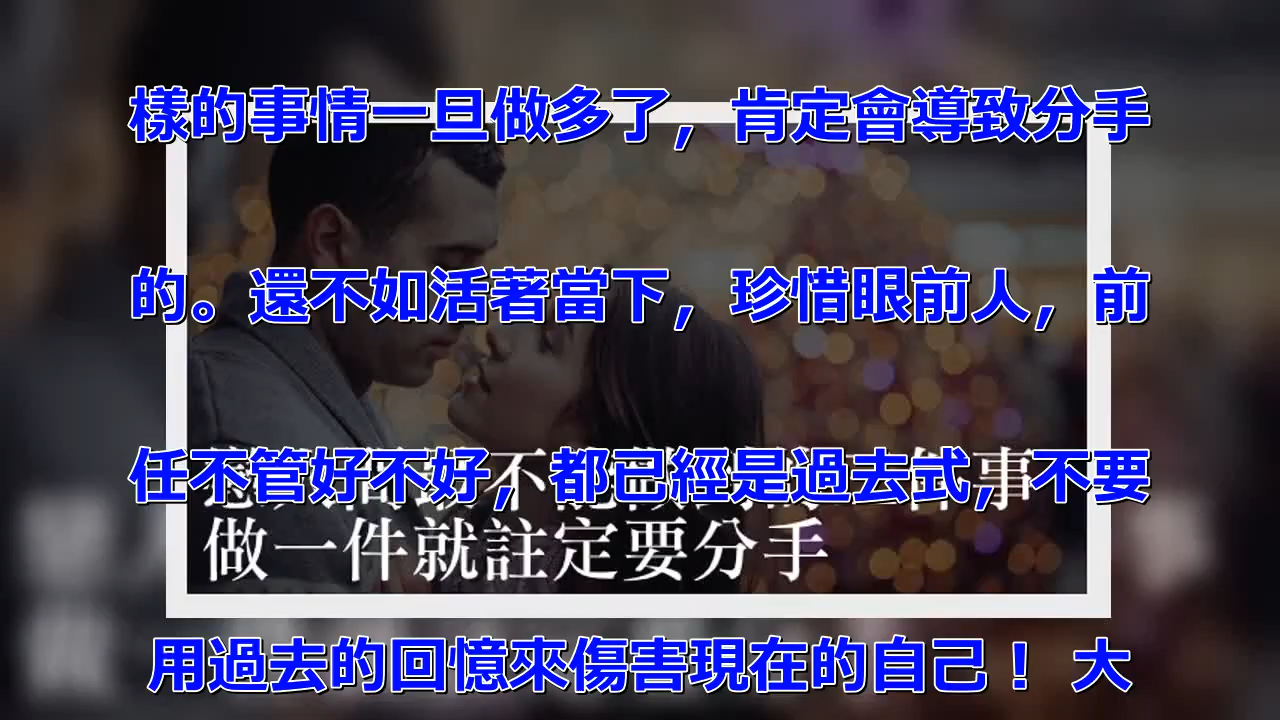 樣的事情一旦做多了，肯定會導致分手
的。還不如活著當下，珍惜眼前人，前
任不管好不好，都已經是過去式，不要
做一件就註定要分手
用過去的回憶來傷害現在的自己！ 大